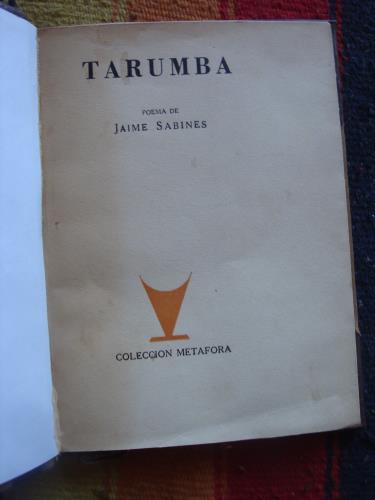 TARUMBA
POEMA DE
JAIME SABINES
COLECCION METAFORA